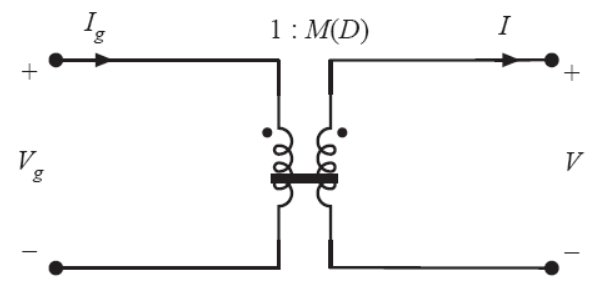 I_g 1 : M(D) I
+ +
V_g V
− −